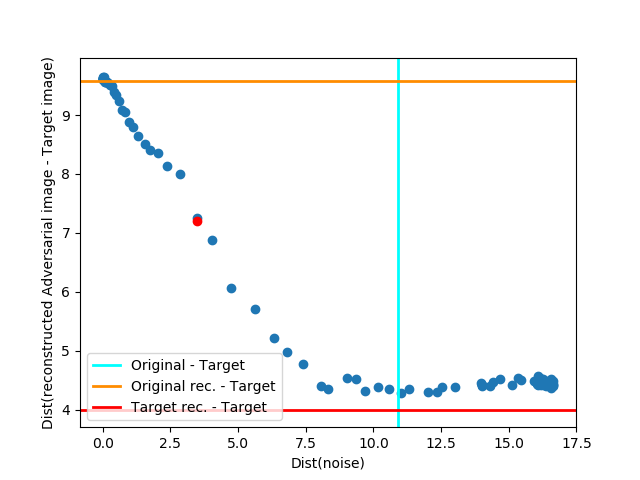 Dist(reconstructed Adversarial image - Target image)
9
8
7
6
5
4
Original - Target
Original rec. - Target
Target rec. - Target
0.0 2.5 5.0 7.5 10.0 12.5 15.0 17.5
Dist(noise)